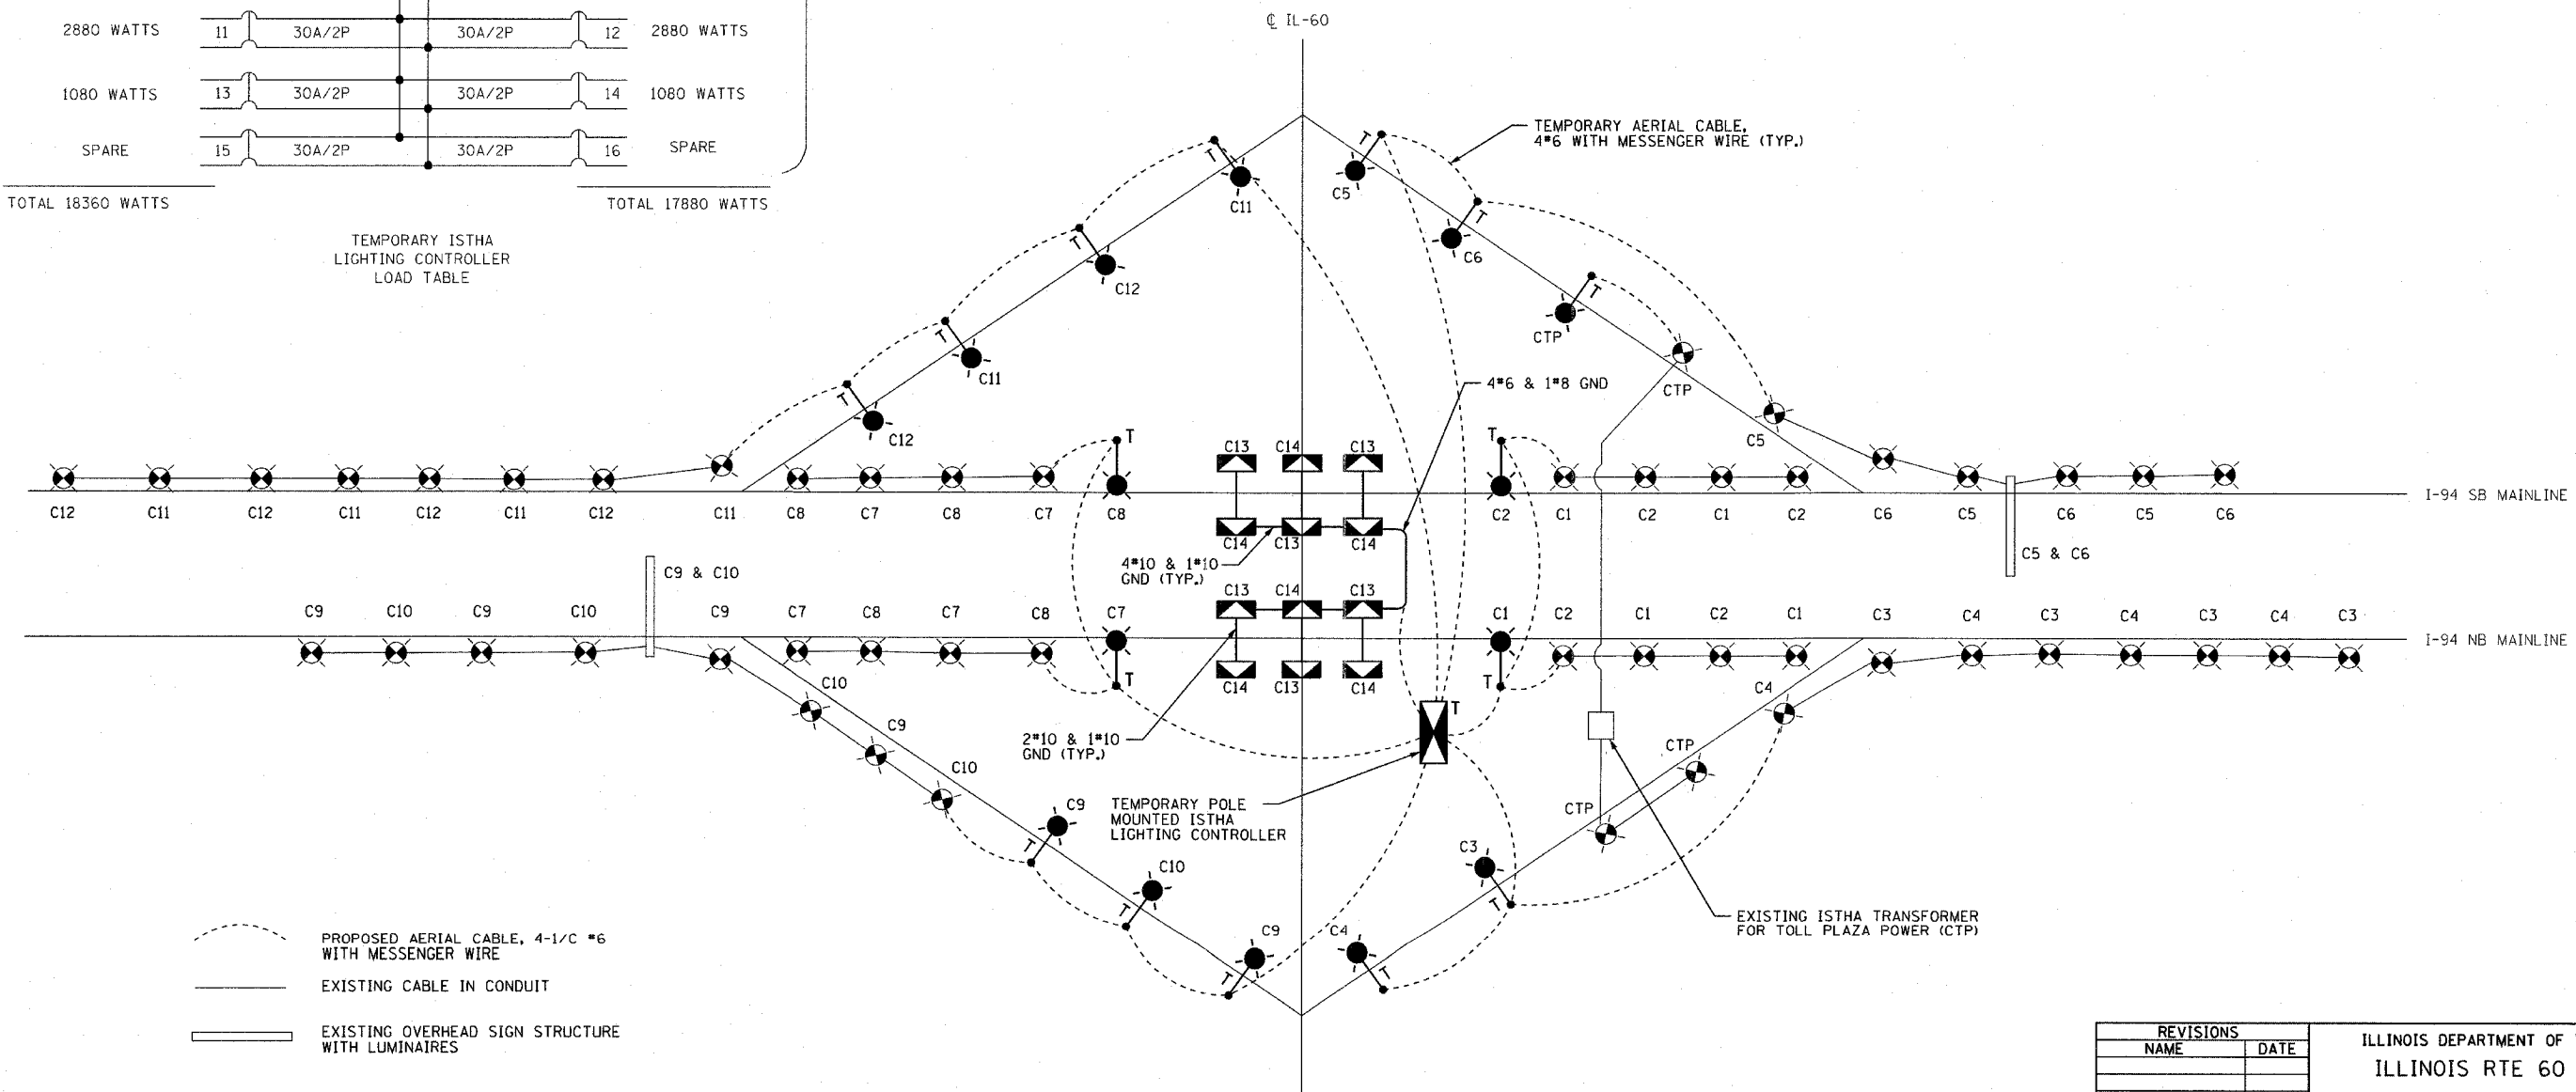 2880 WATTS 11 30A/2P 30A/2P 12 2880 WATTS
1080 WATTS 13 30A/2P 30A/2P 14 1080 WATTS
SPARE 15 30A/2P 30A/2P 16 SPARE
TOTAL 18360 WATTS TOTAL 17880 WATTS
TEMPORARY ISTHA
LIGHTING CONTROLLER
LOAD TABLE
℄ IL-60
TEMPORARY AERIAL CABLE,
4#6 WITH MESSENGER WIRE (TYP.)
T T
C11 C5
T
T C6
C12
T
CTP
T
C11
CTP
4#6 & 1#8 GND
T
C12
C5
T T
C13 C14 C13
I-94 SB MAINLINE
C12 C11 C12 C11 C12 C11 C12 C11 C8 C7 C8 C7 C8 C2 C1 C2 C1 C2 C6 C5 C6 C5 C6
C14 C13 C14
C5 & C6
4#10 & 1#10
GND (TYP.)
C9 & C10
C13 C14 C13
C9 C10 C9 C10 C9 C7 C8 C7 C8 C7 C1 C2 C1 C2 C1 C3 C4 C3 C4 C3 C4 C3
I-94 NB MAINLINE
T T
C14 C13 C14
C10 C4
T
2#10 & 1#10
GND (TYP.)
C9 CTP
C10
TEMPORARY POLE
MOUNTED ISTHA
LIGHTING CONTROLLER
C9 CTP
T
C3
C10
T
T
EXISTING ISTHA TRANSFORMER
FOR TOLL PLAZA POWER (CTP)
C9 C4
T T
PROPOSED AERIAL CABLE, 4-1/C #6
WITH MESSENGER WIRE
EXISTING CABLE IN CONDUIT
EXISTING OVERHEAD SIGN STRUCTURE
WITH LUMINAIRES
REVISIONS
NAME DATE
ILLINOIS DEPARTMENT OF
ILLINOIS RTE 60